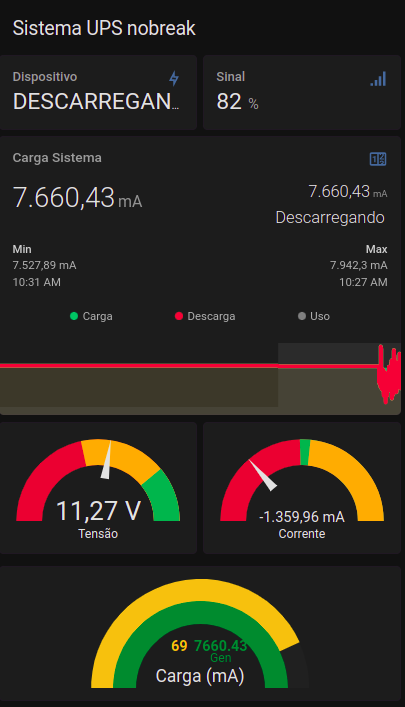 Sistema UPS nobreak
Dispositivo
DESCARREGAN...
Sinal
82 %
Carga Sistema
7.660,43 mA
7.660,43 mA
Descarregando
Min
7.527,89 mA
10:31 AM
Max
7.942,3 mA
10:27 AM
Carga
Descarga
Uso
11,27 V
Tensão
-1.359,96 mA
Corrente
69 7660.43
Gen
Carga (mA)